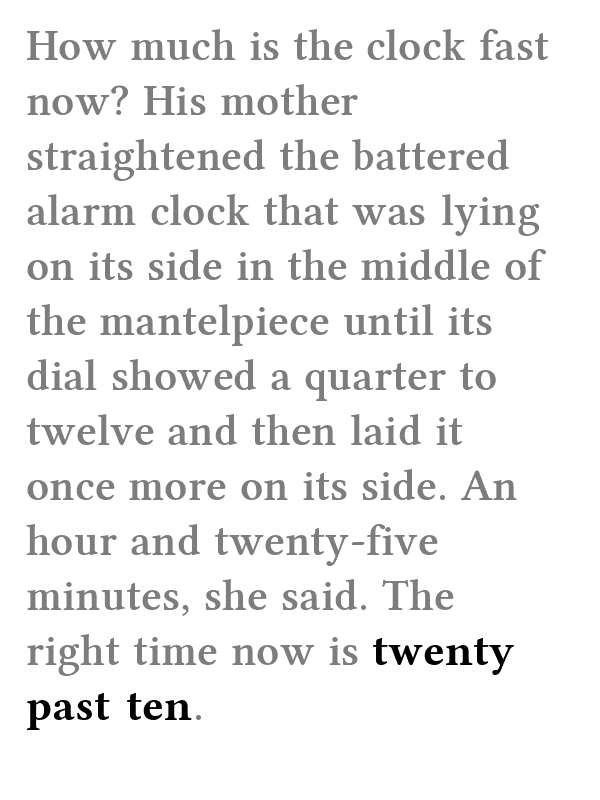 How much is the clock fast
now? His mother
straightened the battered
alarm clock that was lying
on its side in the middle of
the mantelpiece until its
dial showed a quarter to
twelve and then laid it
once more on its side. An
hour and twenty-five
minutes, she said. The
right time now is twenty
past ten.